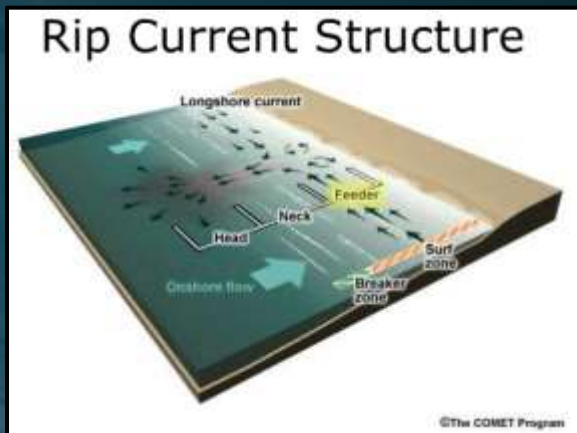 Rip Current Structure
Longshore current
Feeder
Neck
Head
Surf
zone
Breaker
zone
Onshore flow
©The COMET Program